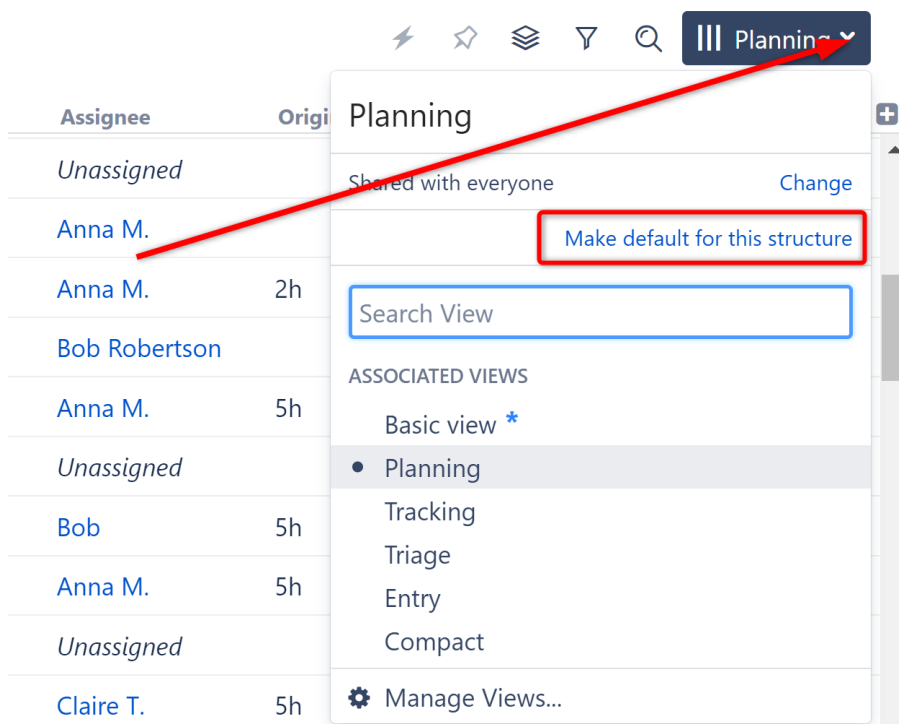 Planning
Assignee
Origi
Planning
Unassigned
Shared with everyone
Change
Anna M.
Make default for this structure
Anna M.
2h
Search View
Bob Robertson
ASSOCIATED VIEWS
Anna M.
5h
Basic view *
Unassigned
Planning
Tracking
Bob
5h
Triage
Anna M.
5h
Entry
Unassigned
Compact
Claire T.
5h
Manage Views...